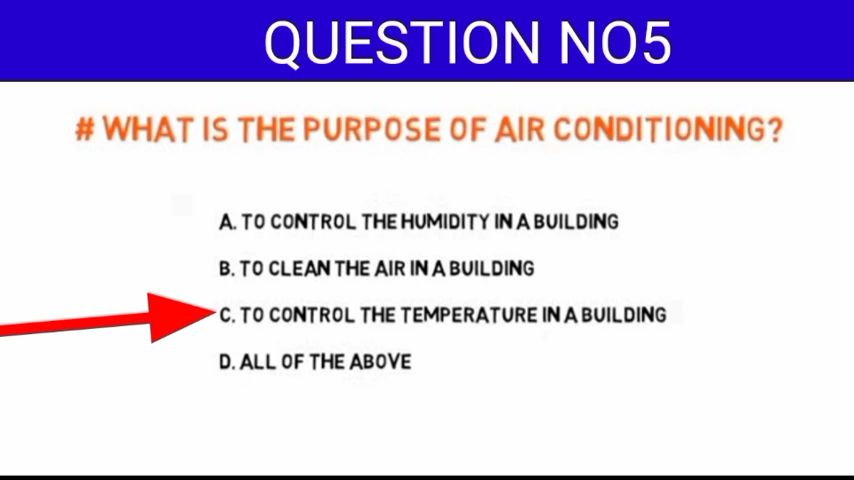 QUESTION NO5
# WHAT IS THE PURPOSE OF AIR CONDITIONING?
A. TO CONTROL THE HUMIDITY IN A BUILDING
B. TO CLEAN THE AIR IN A BUILDING
C. TO CONTROL THE TEMPERATURE IN A BUILDING
D. ALL OF THE ABOVE